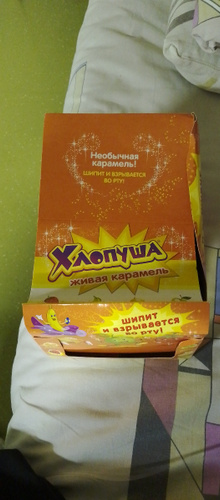 Необычная
карамель!
ШИПИТ И ВЗРЫВАЕТСЯ
ВО РТУ!
ХЛОПУША
живая карамель
шипит
и взрывается
во рту!